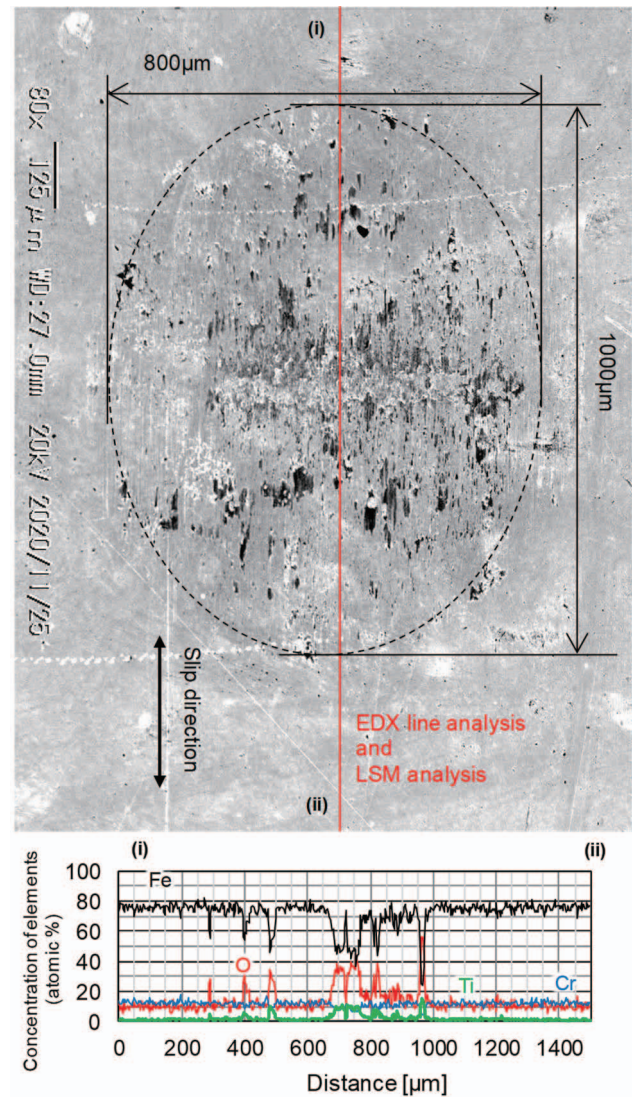 (i)
800µm
80x 125µm WD:27.0mm 20kV 2020/11/25
1000µm
Slip direction
EDX line analysis
and
LSM analysis
(ii)
(i)
(ii)
Concentration of elements
(atomic %)
100
80
60
40
20
0
Fe
O
Ti
Cr
0
200
400
600
800
1000
1200
1400
Distance [µm]